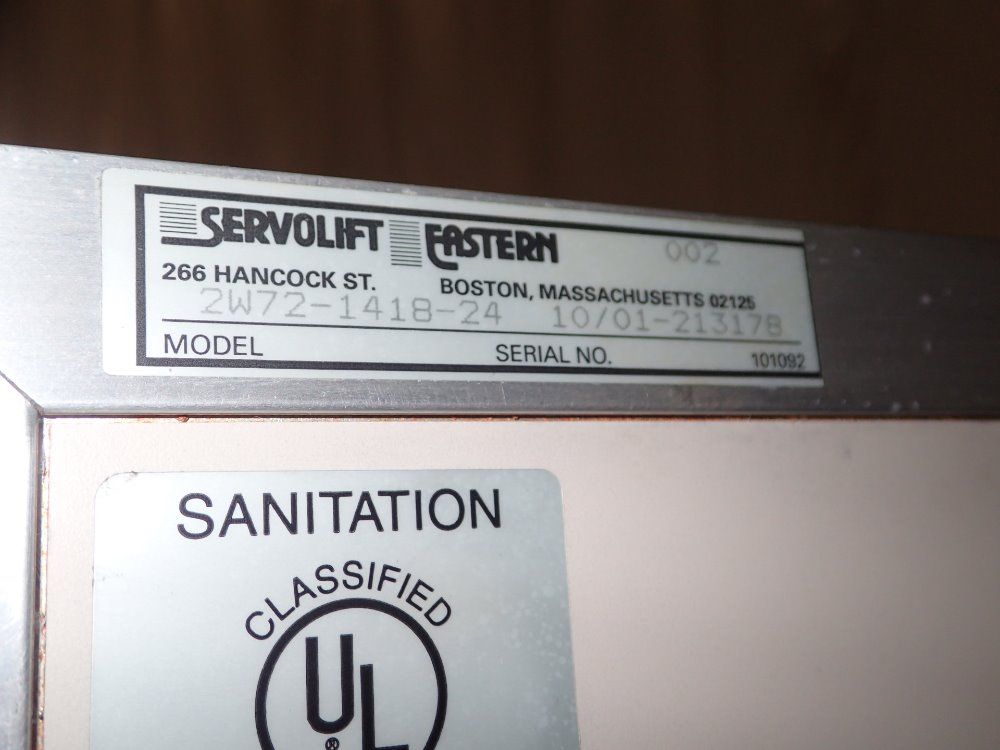 SERVOLIFT EASTERN 002
266 HANCOCK ST. BOSTON, MASSACHUSETTS 02125
2W72-1418-24 10/01-213178
MODEL SERIAL NO. 101092
SANITATION
CLASSIFIED
UL
®